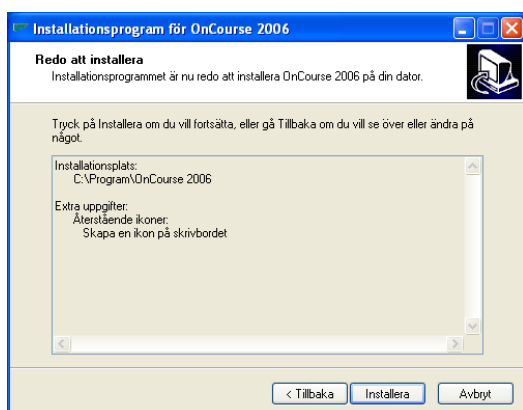 Installationsprogram för OnCourse 2006
Redo att installera
Installationsprogrammet är nu redo att installera OnCourse 2006 på din dator.
Tryck på Installera om du vill fortsätta, eller gå Tillbaka om du vill se över eller ändra på
något.
Installationsplats:
C:\Program\OnCourse 2006
Extra uppgifter:
Återstående ikoner:
Skapa en ikon på skrivbordet
< Tillbaka
Installera
Avbryt